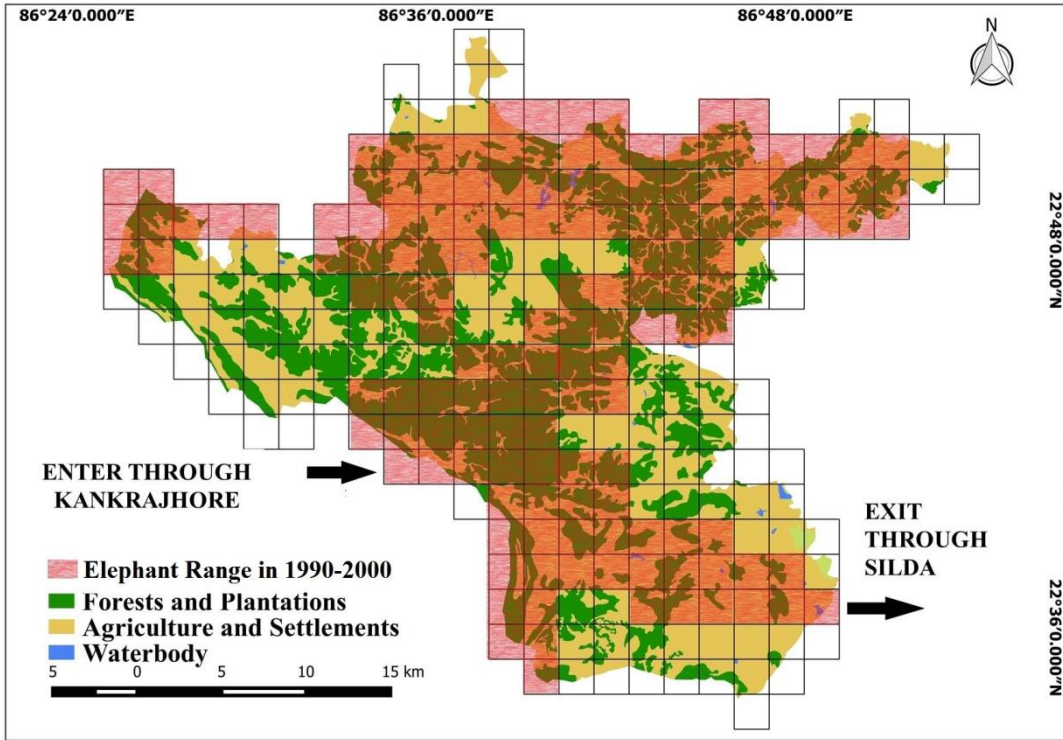 86°24′0.000″E 86°36′0.000″E 86°48′0.000″E
N
22°48′0.000″N
ENTER THROUGH
KANKRAJHORE
EXIT
THROUGH
SILDA
Elephant Range in 1990-2000
Forests and Plantations
Agriculture and Settlements
Waterbody
22°36′0.000″N
5 0 5 10 15 km